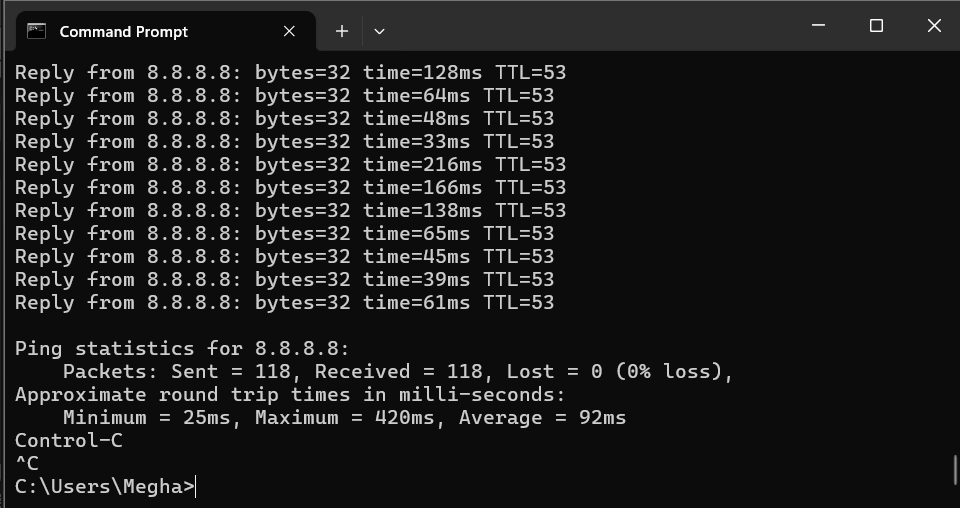 Command Prompt
Reply from 8.8.8.8: bytes=32 time=128ms TTL=53
Reply from 8.8.8.8: bytes=32 time=64ms TTL=53
Reply from 8.8.8.8: bytes=32 time=48ms TTL=53
Reply from 8.8.8.8: bytes=32 time=33ms TTL=53
Reply from 8.8.8.8: bytes=32 time=216ms TTL=53
Reply from 8.8.8.8: bytes=32 time=166ms TTL=53
Reply from 8.8.8.8: bytes=32 time=138ms TTL=53
Reply from 8.8.8.8: bytes=32 time=65ms TTL=53
Reply from 8.8.8.8: bytes=32 time=45ms TTL=53
Reply from 8.8.8.8: bytes=32 time=39ms TTL=53
Reply from 8.8.8.8: bytes=32 time=61ms TTL=53
Ping statistics for 8.8.8.8:
    Packets: Sent = 118, Received = 118, Lost = 0 (0% loss),
Approximate round trip times in milli-seconds:
    Minimum = 25ms, Maximum = 420ms, Average = 92ms
Control-C
^C
C:\Users\Megha>